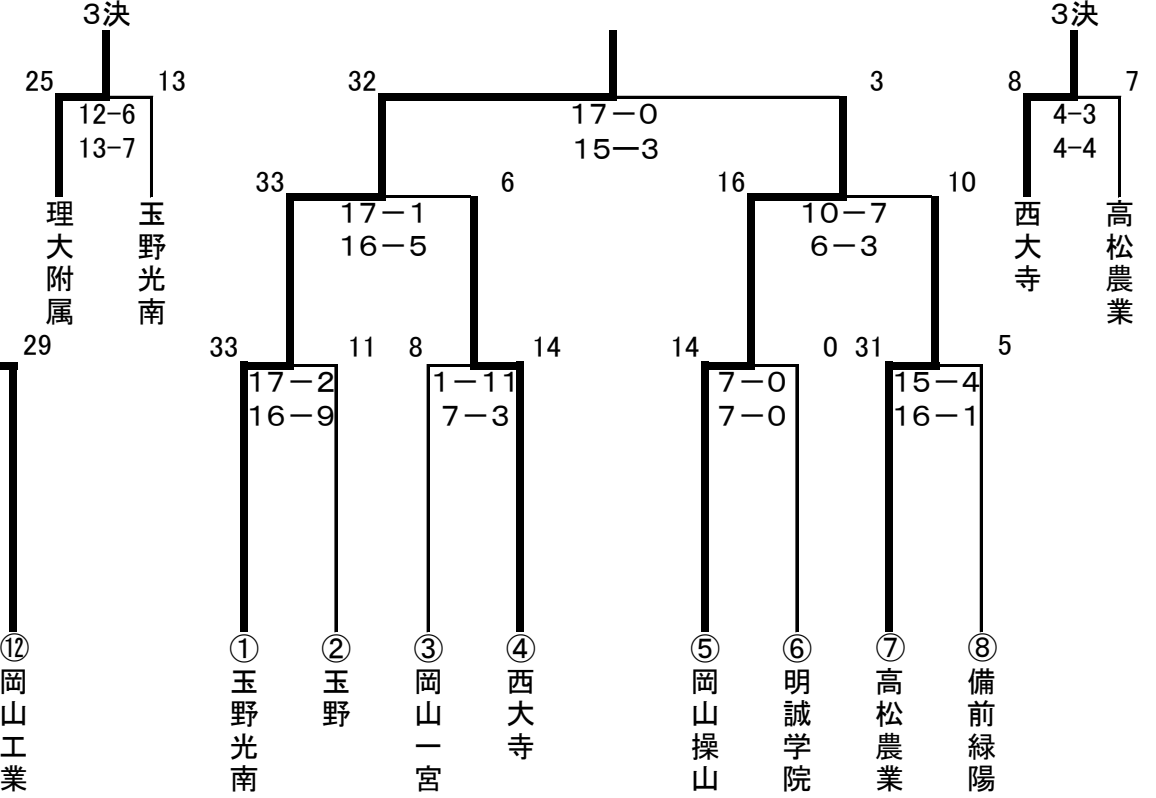 ３決
３決
25
13
32
3
8
7
12−6
13−7
17−0
15−3
4−3
4−4
33
6
16
10
17−1
16−5
10−7
6−3
理大附属
玉野光南
西大寺
高松農業
29
33
11
8
14
14
0
31
5
17−2
16−9
1−11
7−3
7−0
7−0
15−4
16−1
⑫岡山工業
①玉野光南
②玉野
③岡山一宮
④西大寺
⑤岡山操山
⑥明誠学院
⑦高松農業
⑧備前緑陽